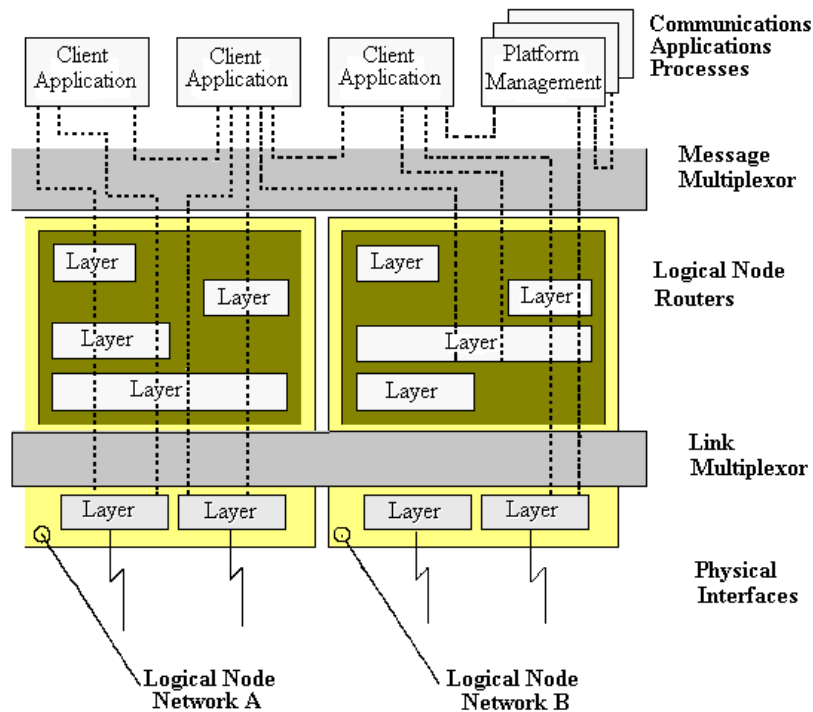 Client
Application
Client
Application
Client
Application
Platform
Management
Communications
Applications
Processes
Message
Multiplexor
Layer
Layer
Layer
Layer
Layer
Layer
Layer
Layer
Logical Node
Routers
Link
Multiplexor
Layer
Layer
Layer
Layer
Physical
Interfaces
Logical Node
Network A
Logical Node
Network B